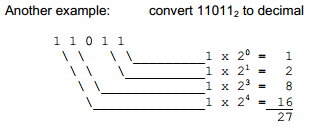 Another example: convert 11011₂ to decimal
1 1 0 1 1
1 x 2⁰ = 1
1 x 2¹ = 2
1 x 2³ = 8
1 x 2⁴ = 16
27